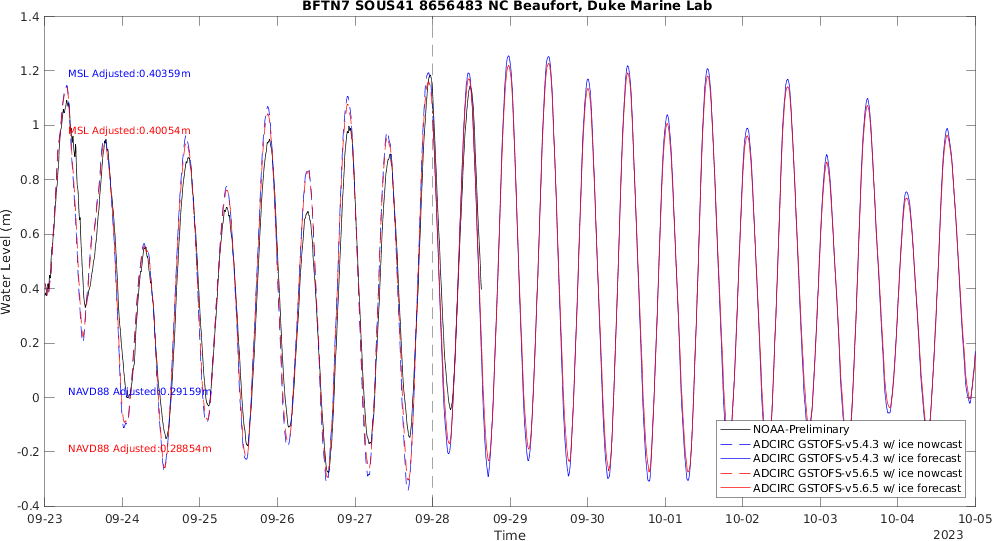 BFTN7 SOUS41 8656483 NC Beaufort, Duke Marine Lab
1.4
1.2
1
0.8
0.6
0.4
0.2
0
-0.2
-0.4
Water Level (m)
MSL Adjusted:0.40359m
MSL Adjusted:0.40054m
NAVD88 Adjusted:0.29159m
NAVD88 Adjusted:0.28854m
NOAA-Preliminary
ADCIRC GSTOFS-v5.4.3 w/ ice nowcast
ADCIRC GSTOFS-v5.4.3 w/ ice forecast
ADCIRC GSTOFS-v5.6.5 w/ ice nowcast
ADCIRC GSTOFS-v5.6.5 w/ ice forecast
09-23 09-24 09-25 09-26 09-27 09-28 09-29 09-30 10-01 10-02 10-03 10-04 10-05
Time
2023